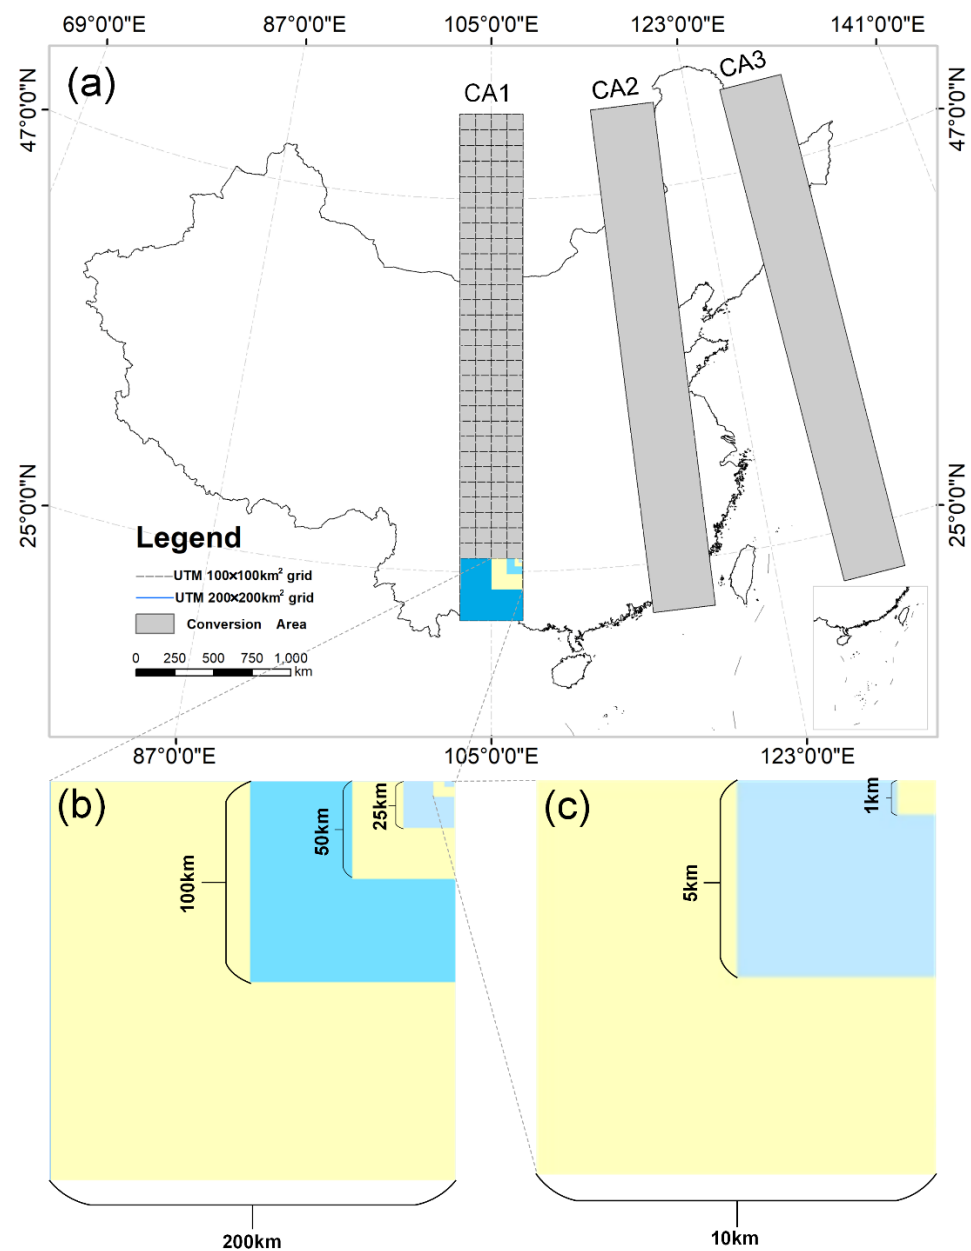 69°0'0"E 87°0'0"E 105°0'0"E 123°0'0"E 141°0'0"E
(a)
CA1
CA2
CA3
47°0'0"N
47°0'0"N
25°0'0"N
25°0'0"N
Legend
UTM 100×100km² grid
UTM 200×200km² grid
Conversion Area
0 250 500 750 1,000
km
87°0'0"E 105°0'0"E 123°0'0"E
(b)
100km
50km
25km
200km
(c)
5km
1km
10km